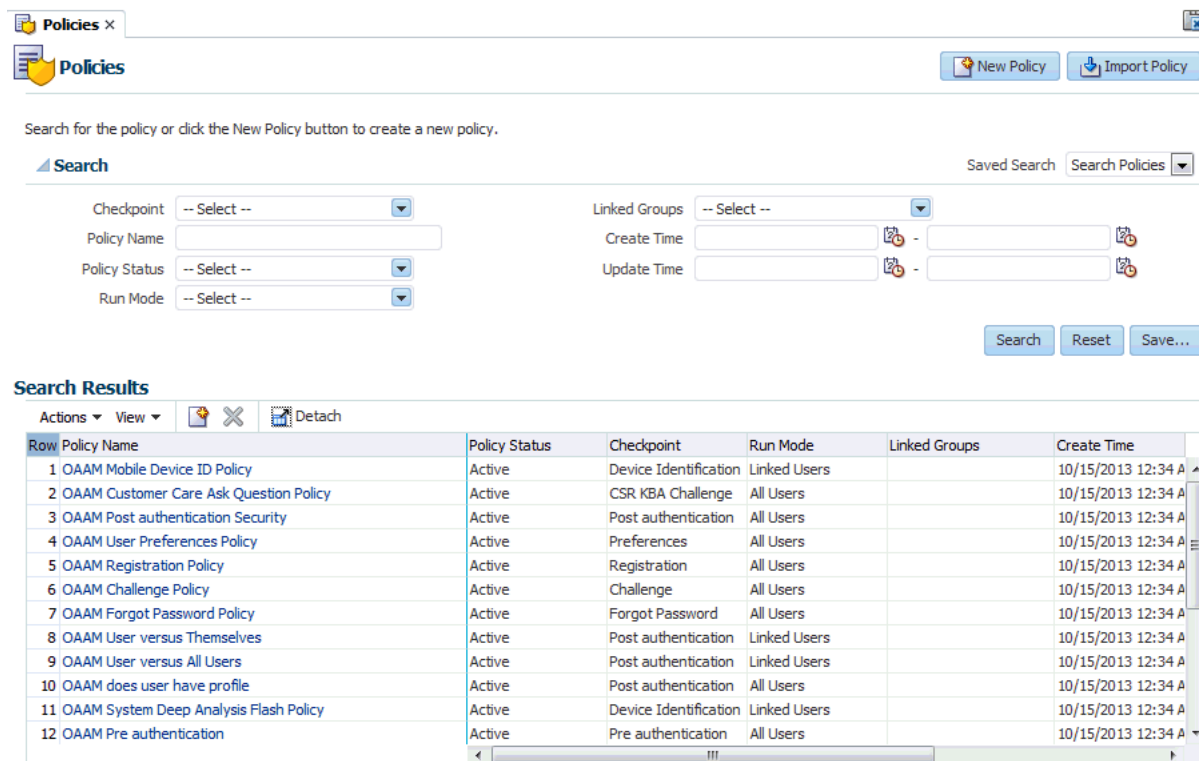 Policies ×
Policies
New Policy
Import Policy
Search for the policy or click the New Policy button to create a new policy.
Search
Saved Search Search Policies
Checkpoint -- Select --
Linked Groups -- Select --
Policy Name
Create Time -
Policy Status -- Select --
Update Time -
Run Mode -- Select --
Search Reset Save...
Search Results
Actions View Detach
Row Policy Name Policy Status Checkpoint Run Mode Linked Groups Create Time
1 OAAM Mobile Device ID Policy Active Device Identification Linked Users 10/15/2013 12:34 A
2 OAAM Customer Care Ask Question Policy Active CSR KBA Challenge All Users 10/15/2013 12:34 A
3 OAAM Post authentication Security Active Post authentication All Users 10/15/2013 12:34 A
4 OAAM User Preferences Policy Active Preferences All Users 10/15/2013 12:34 A
5 OAAM Registration Policy Active Registration All Users 10/15/2013 12:34 A
6 OAAM Challenge Policy Active Challenge All Users 10/15/2013 12:34 A
7 OAAM Forgot Password Policy Active Forgot Password All Users 10/15/2013 12:34 A
8 OAAM User versus Themselves Active Post authentication Linked Users 10/15/2013 12:34 A
9 OAAM User versus All Users Active Post authentication Linked Users 10/15/2013 12:34 A
10 OAAM does user have profile Active Post authentication All Users 10/15/2013 12:34 A
11 OAAM System Deep Analysis Flash Policy Active Device Identification Linked Users 10/15/2013 12:34 A
12 OAAM Pre authentication Active Pre authentication All Users 10/15/2013 12:34 A